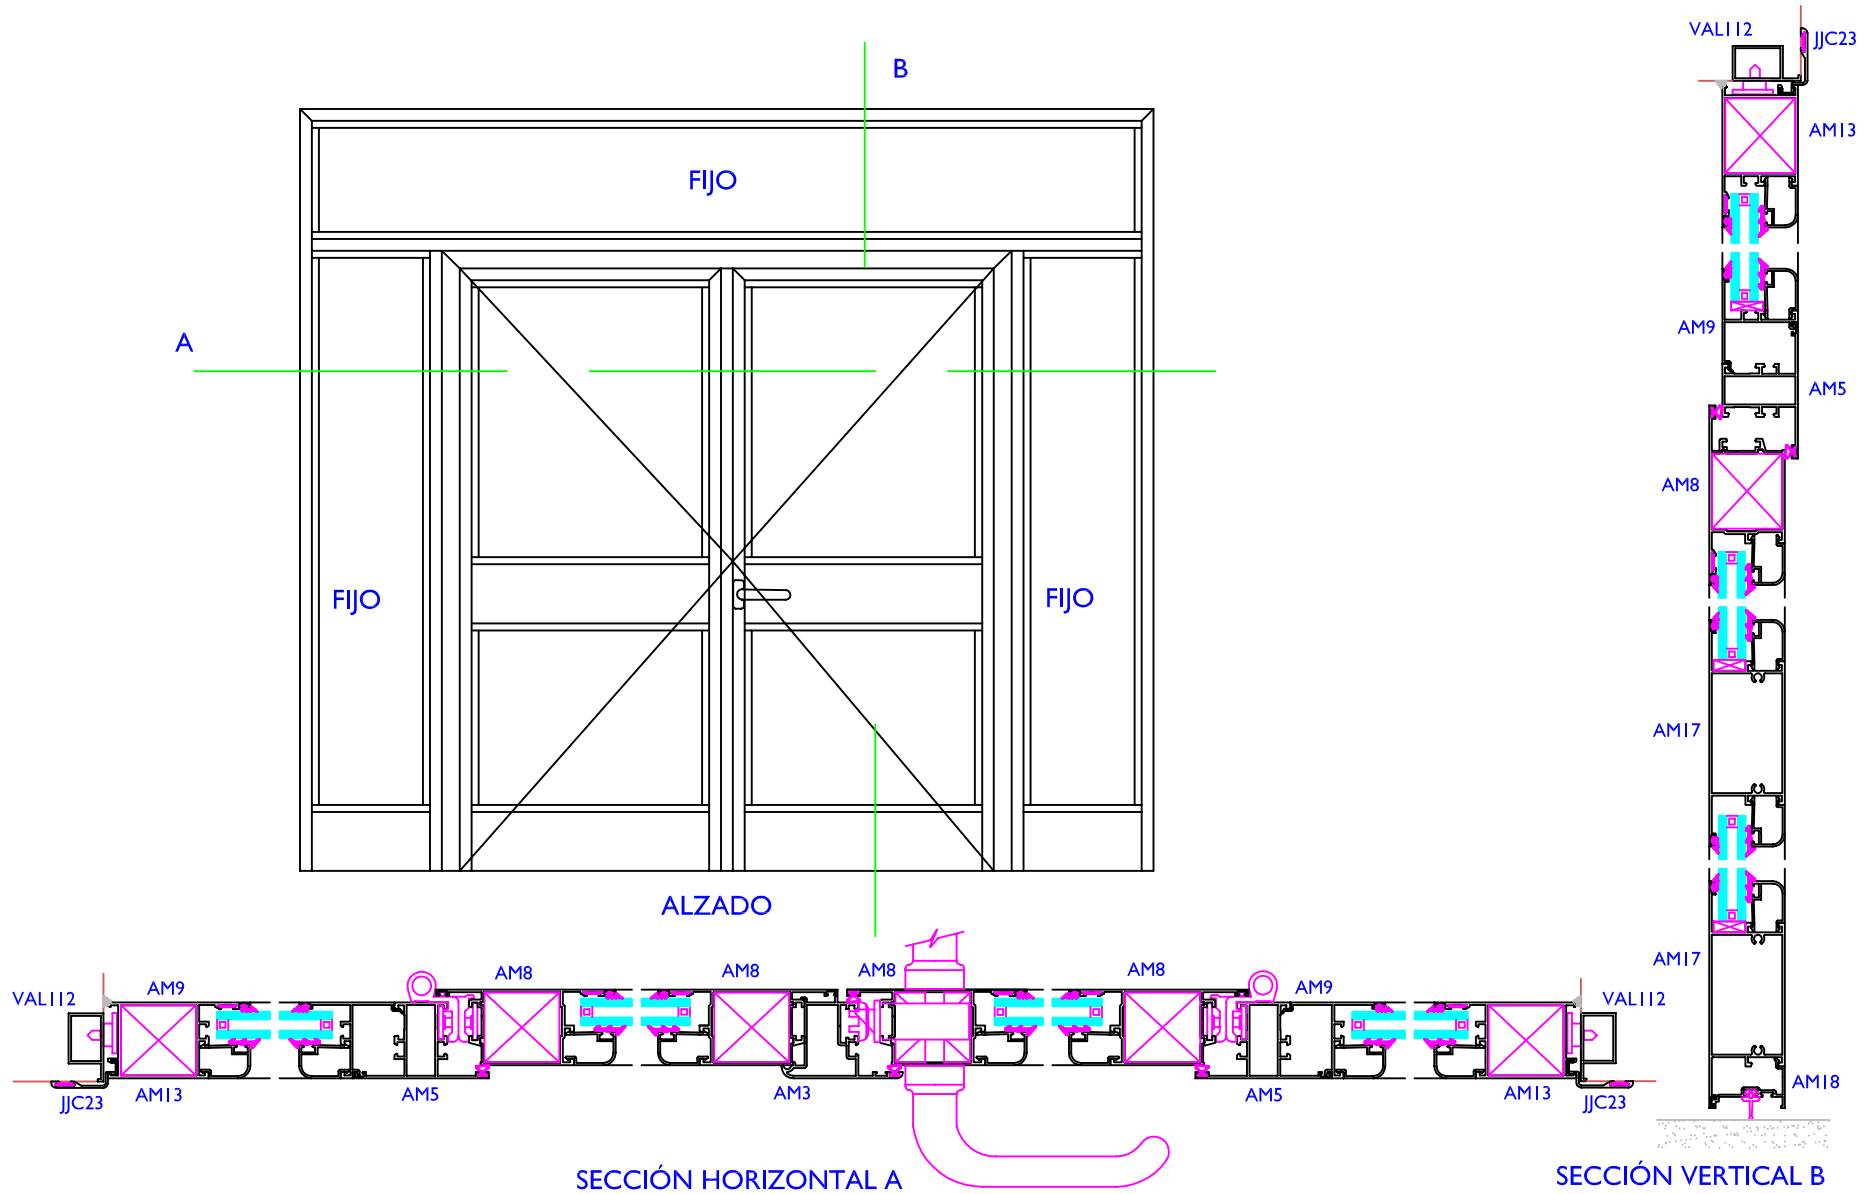 B
FIJO
A
FIJO
FIJO
ALZADO
VAL112
JJC23
AM13
AM9
AM5
AM8
AM17
AM17
AM18
SECCIÓN VERTICAL B
VAL112
AM9
AM8
AM8
AM8
AM8
AM9
VAL112
JJC23
AM13
AM5
AM3
AM5
AM13
JJC23
SECCIÓN HORIZONTAL A